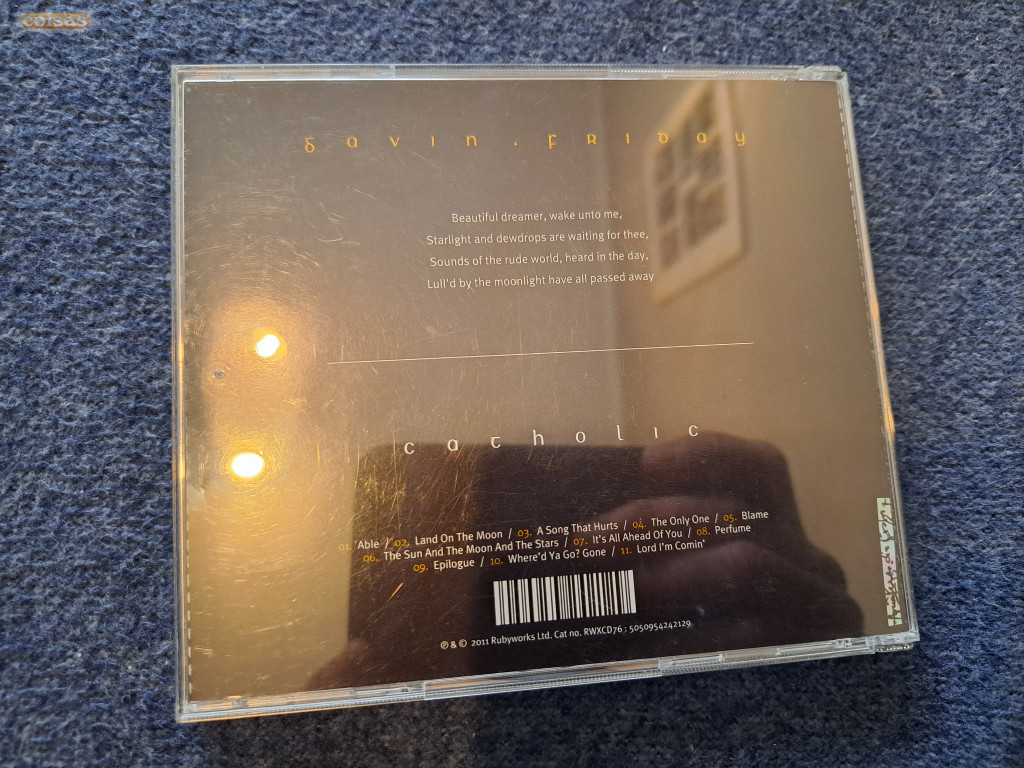 coisas
GAVIN . FRIDAY
Beautiful dreamer, wake unto me,
Starlight and dewdrops are waiting for thee,
Sounds of the rude world, heard in the day,
Lull'd by the moonlight have all passed away
catholic
01. Able / 02. Land On The Moon / 03. A Song That Hurts / 04. The Only One / 05. Blame
06. The Sun And The Moon And The Stars / 07. It's All Ahead Of You / 08. Perfume
09. Epilogue / 10. Where'd Ya Go? Gone / 11. Lord I'm Comin'
℗ & © 2011 Rubyworks Ltd. Cat no. RWXCD76 : 5050954242129